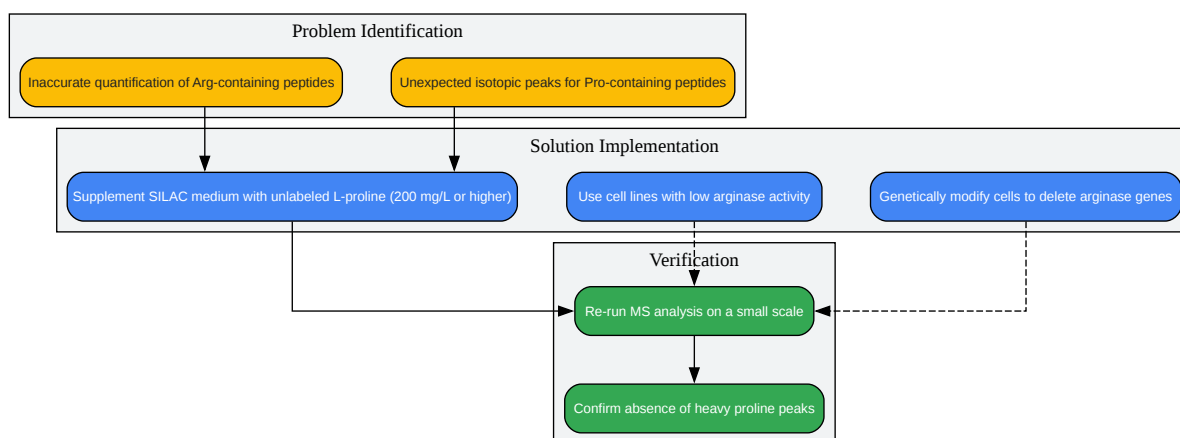 Problem Identification
Inaccurate quantification of Arg-containing peptides
Unexpected isotopic peaks for Pro-containing peptides
Solution Implementation
Supplement SILAC medium with unlabeled L-proline (200 mg/L or higher)
Use cell lines with low arginase activity
Genetically modify cells to delete arginase genes
Verification
Re-run MS analysis on a small scale
Confirm absence of heavy proline peaks